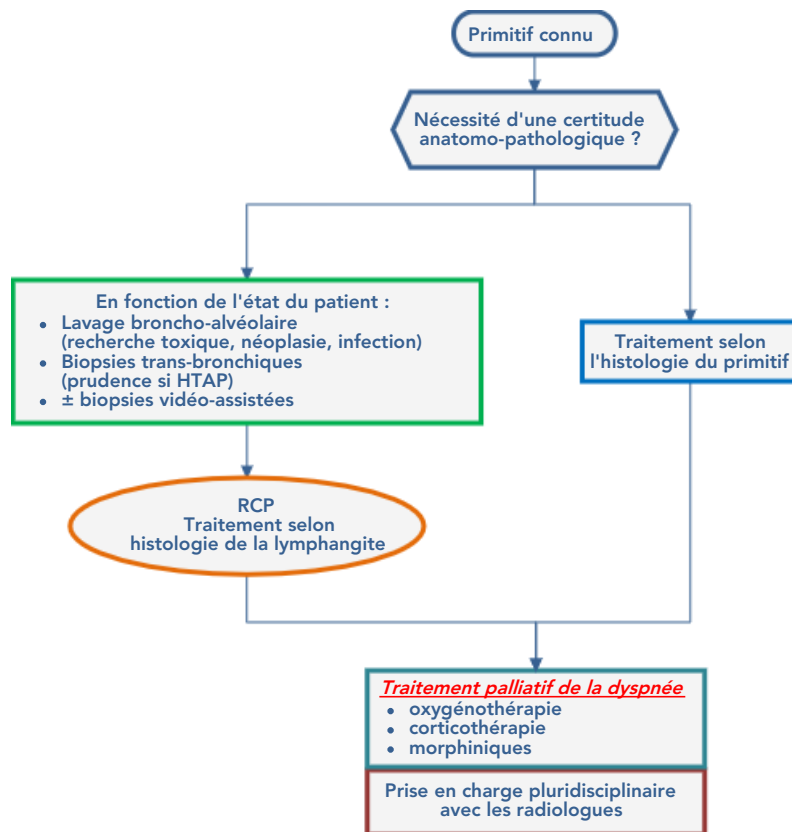 Primitif connu
Nécessité d'une certitude
anatomo-pathologique ?
En fonction de l'état du patient :
• Lavage broncho-alvéolaire
(recherche toxique, néoplasie, infection)
• Biopsies trans-bronchiques
(prudence si HTAP)
• ± biopsies vidéo-assistées
Traitement selon
l'histologie du primitif
RCP
Traitement selon
histologie de la lymphangite
Traitement palliatif de la dyspnée
• oxygénothérapie
• corticothérapie
• morphiniques
Prise en charge pluridisciplinaire
avec les radiologues